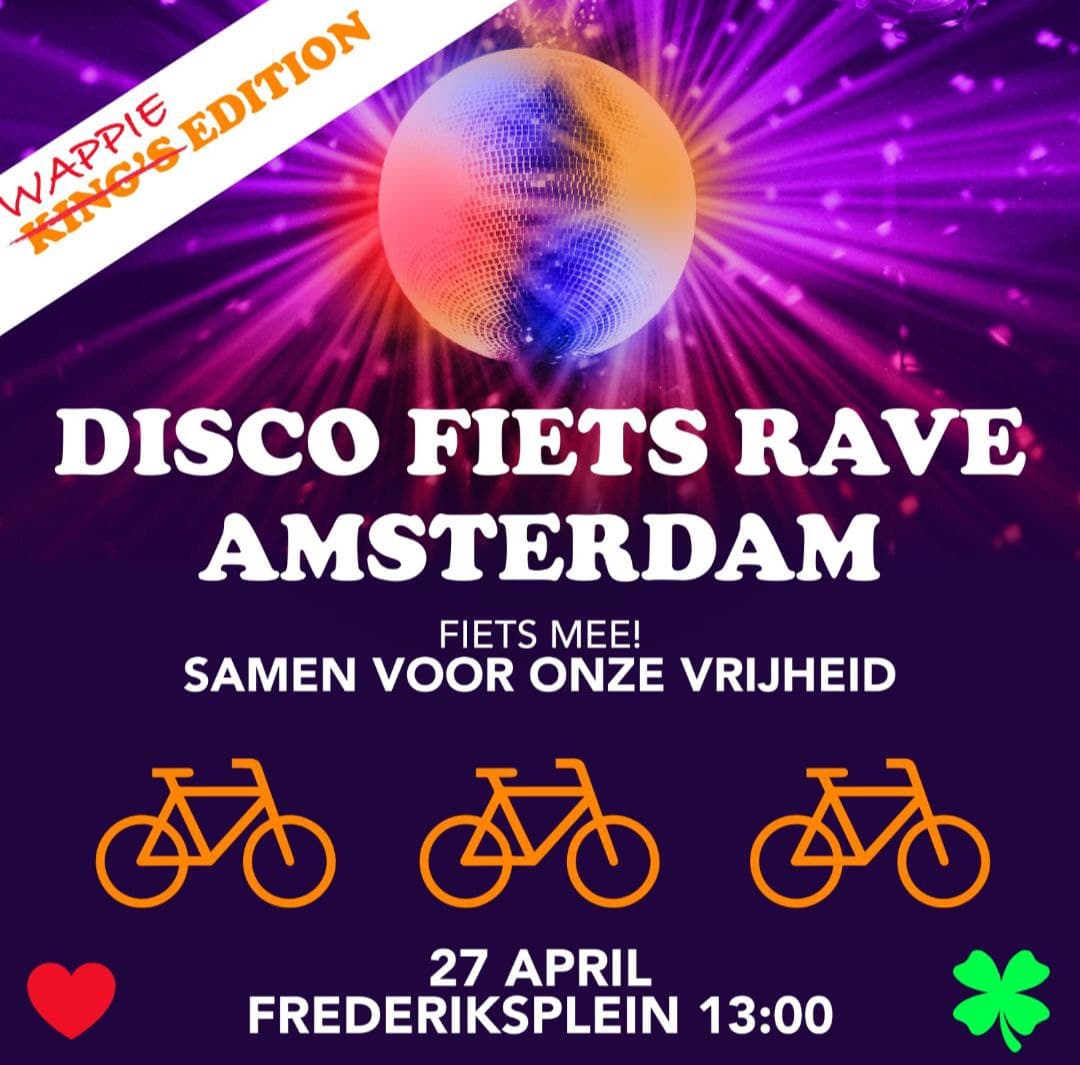 WAPPIE
KING'S EDITION
DISCO FIETS RAVE
AMSTERDAM
FIETS MEE!
SAMEN VOOR ONZE VRIJHEID
27 APRIL
FREDERIKSPLEIN 13:00